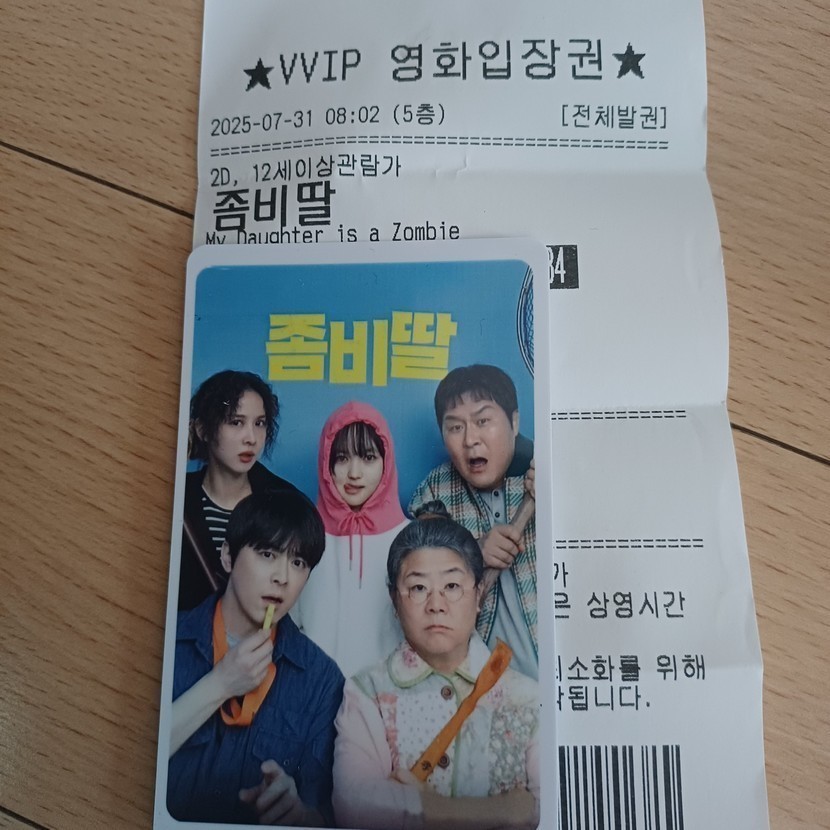 ★VVIP 영화입장권★
2025-07-31 08:02 (5층)
[전체발권]
2D, 12세이상관람가
좀비딸
My Daughter is a Zombie
34
좀비딸
가
은 상영시간
소화를 위해
됩니다.